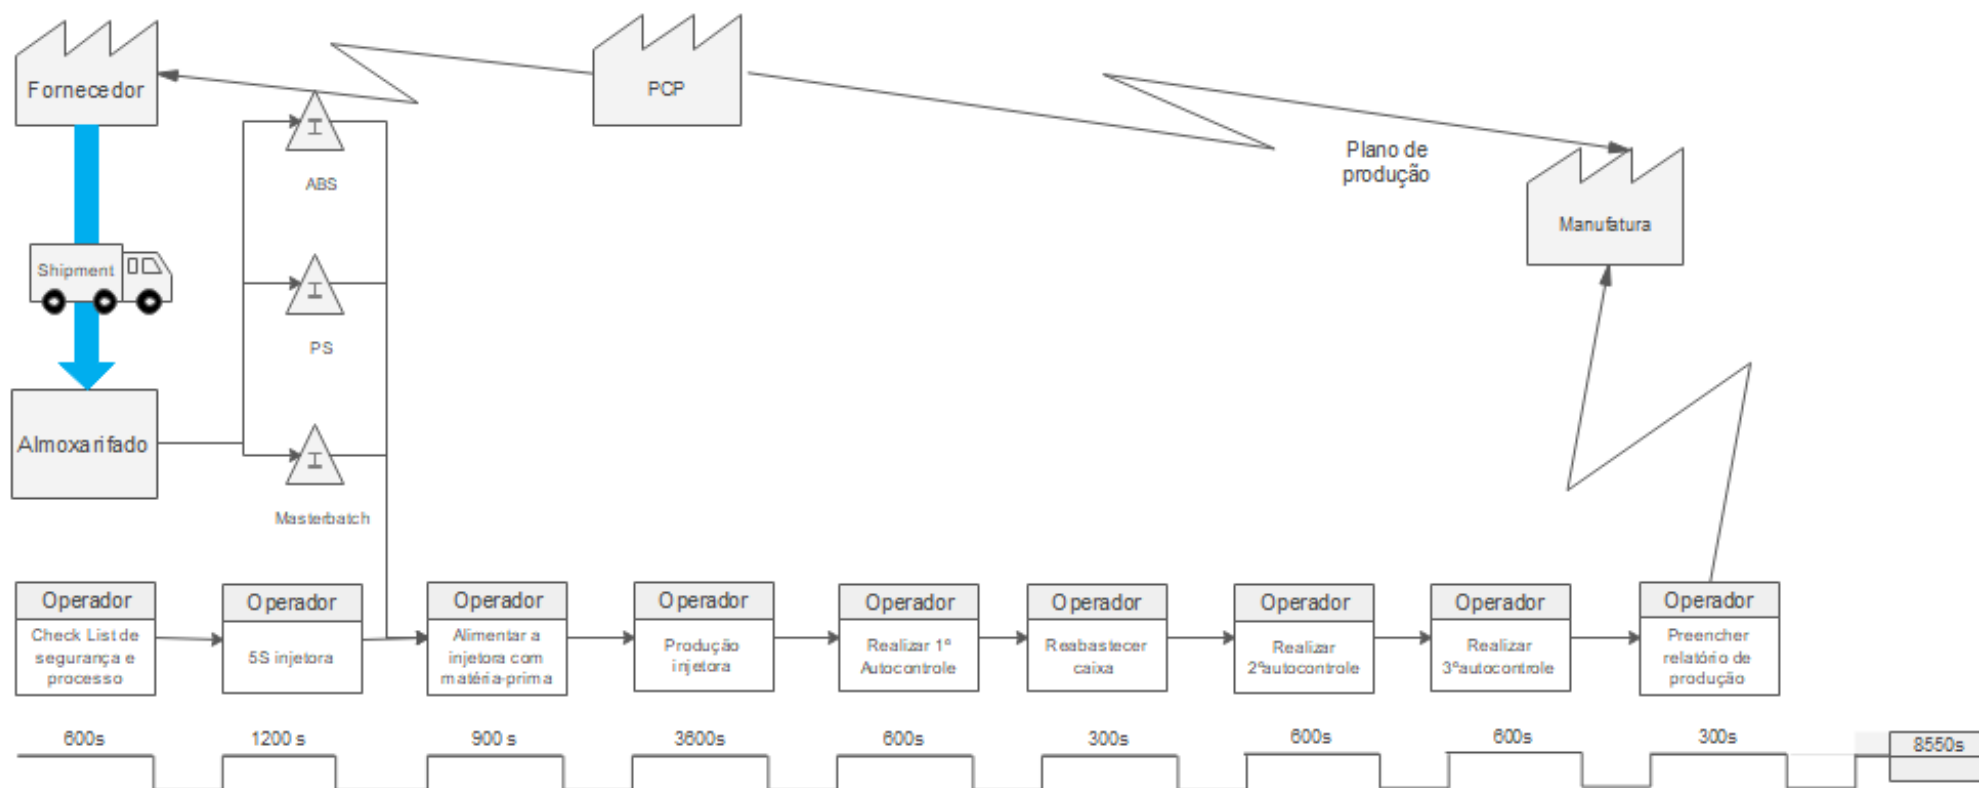 Fornecedor
PCP
Plano de
produção
Manufatura
I
ABS
Shipment
I
PS
Almoxarifado
I
Masterbatch
Operador
Check List de
segurança e
processo
Operador
5S injetora
Operador
Alimentar a
injetora com
matéria-prima
Operador
Produção
injetora
Operador
Realizar 1º
Autocontrole
Operador
Reabastecer
caixa
Operador
Realizar
2ºautocontrole
Operador
Realizar
3ºautocontrole
Operador
Preencher
relatório de
produção
600s
1200 s
900 s
3600s
600s
300s
600s
600s
300s
8550s